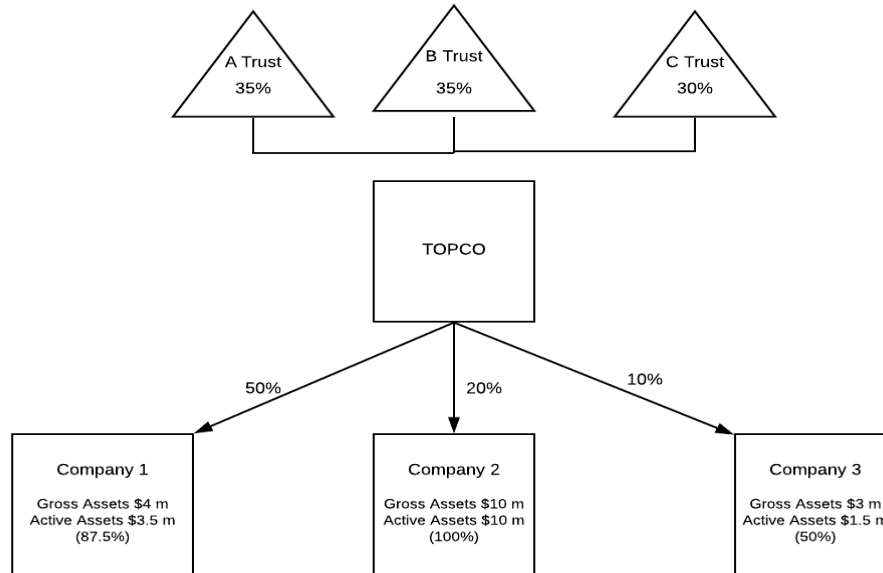 A Trust
35%
B Trust
35%
C Trust
30%
TOPCO
50%
20%
10%
Company 1
Gross Assets $4 m
Active Assets $3.5 m
(87.5%)
Company 2
Gross Assets $10 m
Active Assets $10 m
(100%)
Company 3
Gross Assets $3 m
Active Assets $1.5 m
(50%)